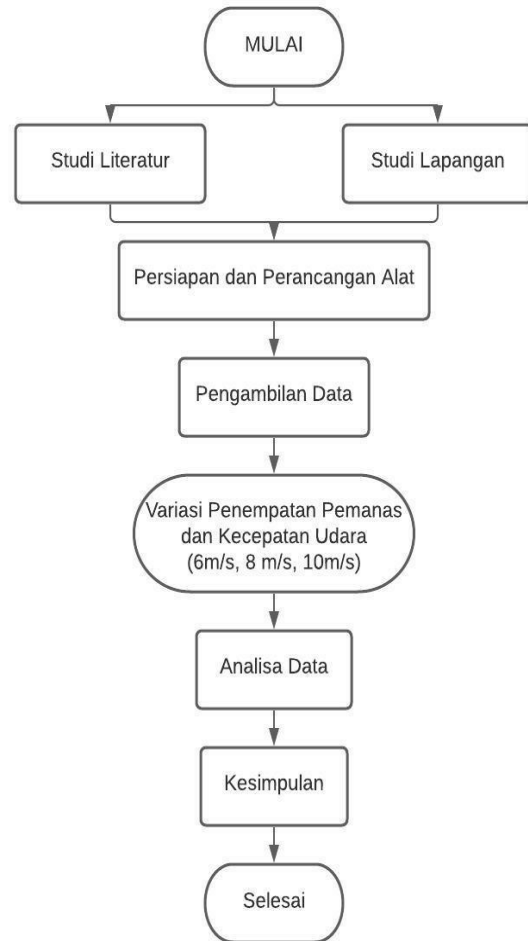 MULAI
Studi Literatur
Studi Lapangan
Persiapan dan Perancangan Alat
Pengambilan Data
Variasi Penempatan Pemanas
dan Kecepatan Udara
(6m/s, 8 m/s, 10m/s)
Analisa Data
Kesimpulan
Selesai